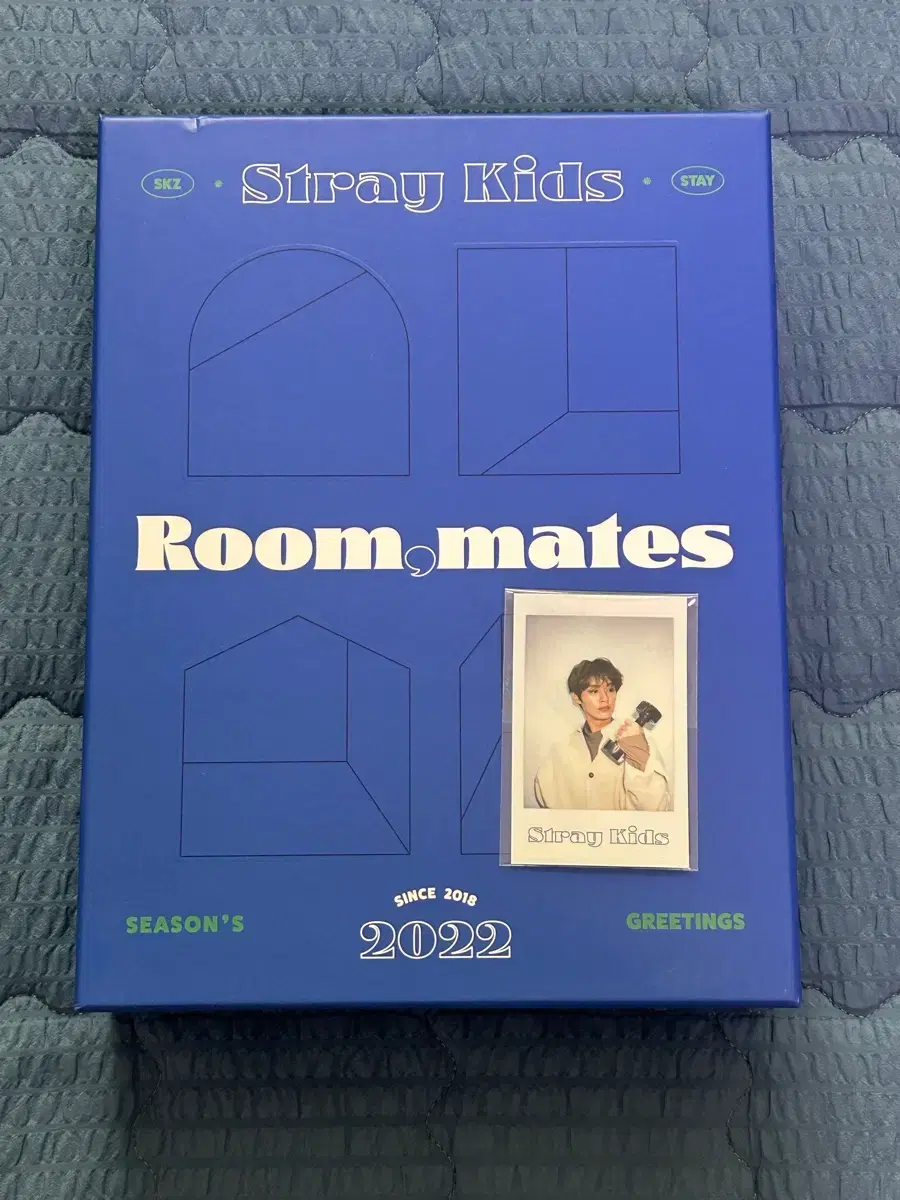 SKZ • Stray Kids • STAY
Room,mates
Stray Kids
SINCE 2018
SEASON'S 2022 GREETINGS